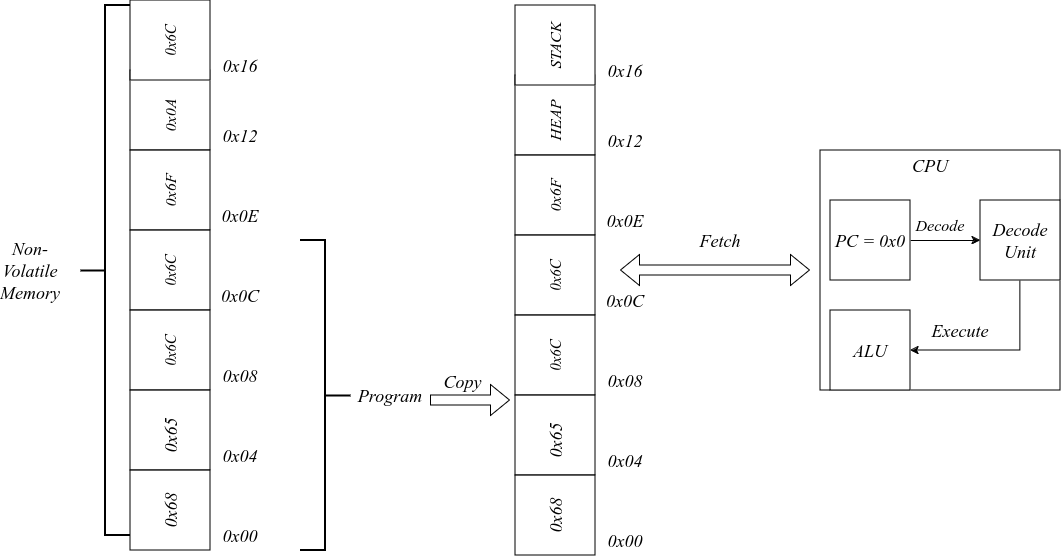 Non-
Volatile
Memory
0x6C
0x16
0x0A
0x12
0x6F
0x0E
0x6C
0x0C
0x6C
0x08
0x65
0x04
0x68
0x00
Program
Copy
STACK
0x16
HEAP
0x12
0x6F
0x0E
0x6C
0x0C
0x6C
0x08
0x65
0x04
0x68
0x00
Fetch
CPU
PC = 0x0
Decode
Decode
Unit
Execute
ALU